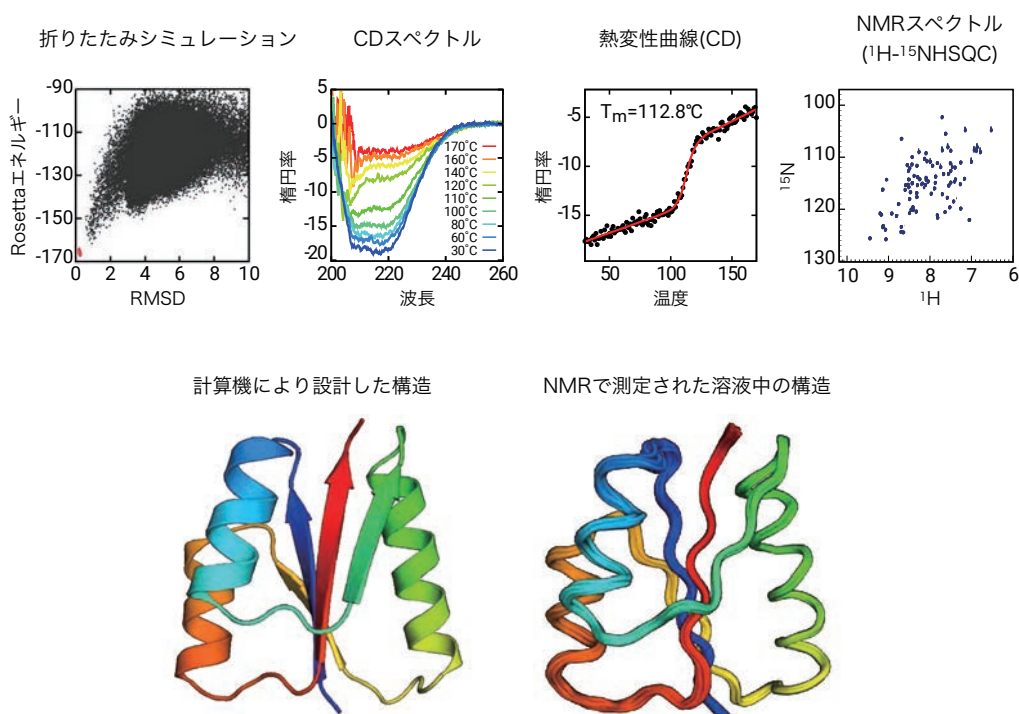 折りたたみシミュレーション
CDスペクトル
熱変性曲線(CD)
NMRスペクトル
(¹H-¹⁵NHSQC)
Rosettaエネルギー
-90
-110
-130
-150
-170
0
2
4
6
8
10
RMSD
楕円率
5
0
-5
-10
-15
-20
200
220
240
260
波長
170℃
160℃
140℃
120℃
110℃
100℃
80℃
60℃
30℃
楕円率
-5
-10
-15
50
100
150
温度
Tm=112.8℃
¹⁵N
100
110
120
130
10
9
8
7
6
¹H
計算機により設計した構造
NMRで測定された溶液中の構造